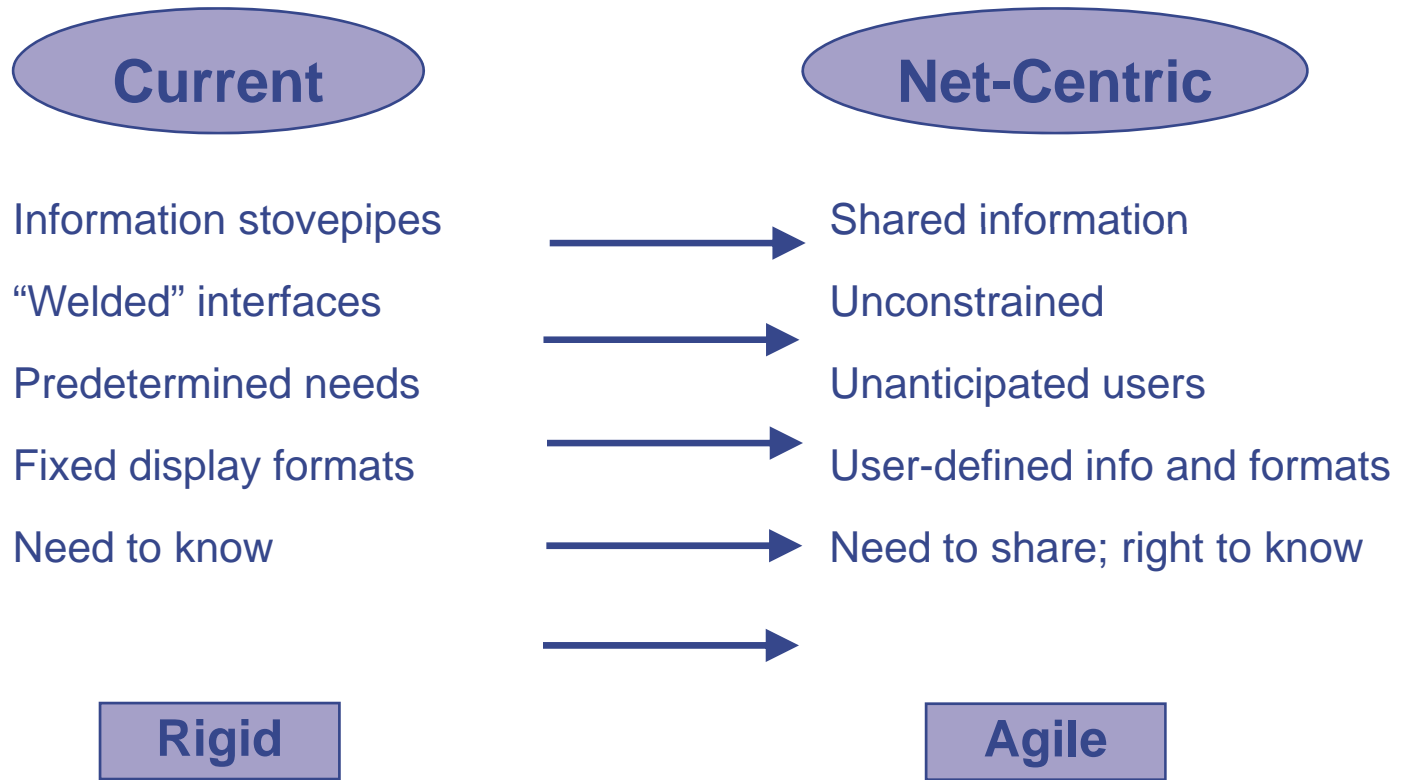 Current
Net-Centric
Information stovepipes
Shared information
“Welded” interfaces
Unconstrained
Predetermined needs
Unanticipated users
Fixed display formats
User-defined info and formats
Need to know
Need to share; right to know
Rigid
Agile